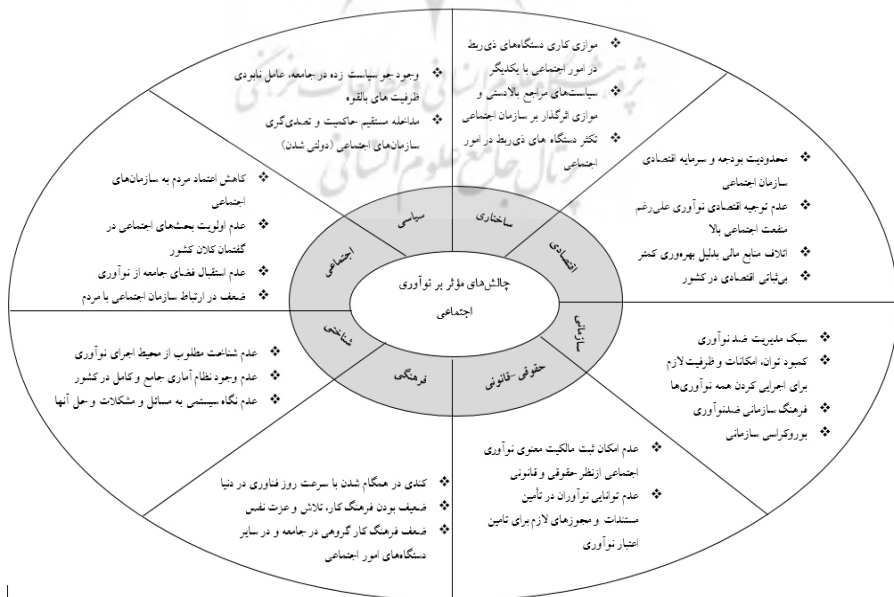 چالش‌های مؤثر بر نوآوری
اجتماعی
ساختاری
❖ موازی کاری دستگاه‌های ذی‌ربط
در امور اجتماعی با یکدیگر
❖ سیاست‌های مراجع بالادستی و
موازی اثرگذار بر سازمان اجتماعی
❖ تکثر دستگاه های ذی‌ربط در امور
اجتماعی
اقتصادی
❖ محدودیت بودجه و سرمایه اقتصادی
سازمان اجتماعی
❖ عدم توجیه اقتصادی نوآوری علی‌رغم
منفعت اجتماعی بالا
❖ اتلاف منابع مالی بدلیل بهره‌وری کمتر
❖ بی‌ثباتی اقتصادی در کشور
سازمانی
❖ سبک مدیریت ضد نوآوری
❖ کمبود توان، امکانات و ظرفیت لازم
برای اجرایی کردن همه نوآوری‌ها
❖ فرهنگ سازمانی ضدنوآوری
❖ بوروکراسی سازمانی
حقوقی-قانونی
❖ عدم امکان ثبت مالکیت معنوی نوآوری
اجتماعی ازنظر حقوقی و قانونی
❖ عدم توانایی نوآوران در تأمین
مستندات و مجوزهای لازم برای تامین
اعتبار نوآوری
فرهنگی
❖ کندی در همگام شدن با سرعت روز فناوری در دنیا
❖ ضعیف بودن فرهنگ کار، تلاش و عزت نفس
❖ ضعف فرهنگ کار گروهی در جامعه و در سایر
دستگاه‌های امور اجتماعی
شناختی
❖ عدم شناخت مطلوب از محیط اجرای نوآوری
❖ عدم وجود نظام آماری جامع و کامل در کشور
❖ عدم نگاه سیستمی به مسائل و مشکلات و حل آنها
اجتماعی
❖ کاهش اعتماد مردم به سازمان‌های
اجتماعی
❖ عدم اولویت بحث‌های اجتماعی در
گفتمان کلان کشور
❖ عدم استقبال فضای جامعه از نوآوری
❖ ضعف در ارتباط سازمان اجتماعی با مردم
سیاسی
❖ وجود جو سیاست زده در جامعه، عامل نابودی
ظرفیت های بالقوه
❖ مداخله مستقیم حاکمیت و تصدی‌گری
سازمان‌های اجتماعی (دولتی شدن)
پژوهشگاه علوم انسانی و مطالعات فرهنگی
پرتال جامع علوم انسانی